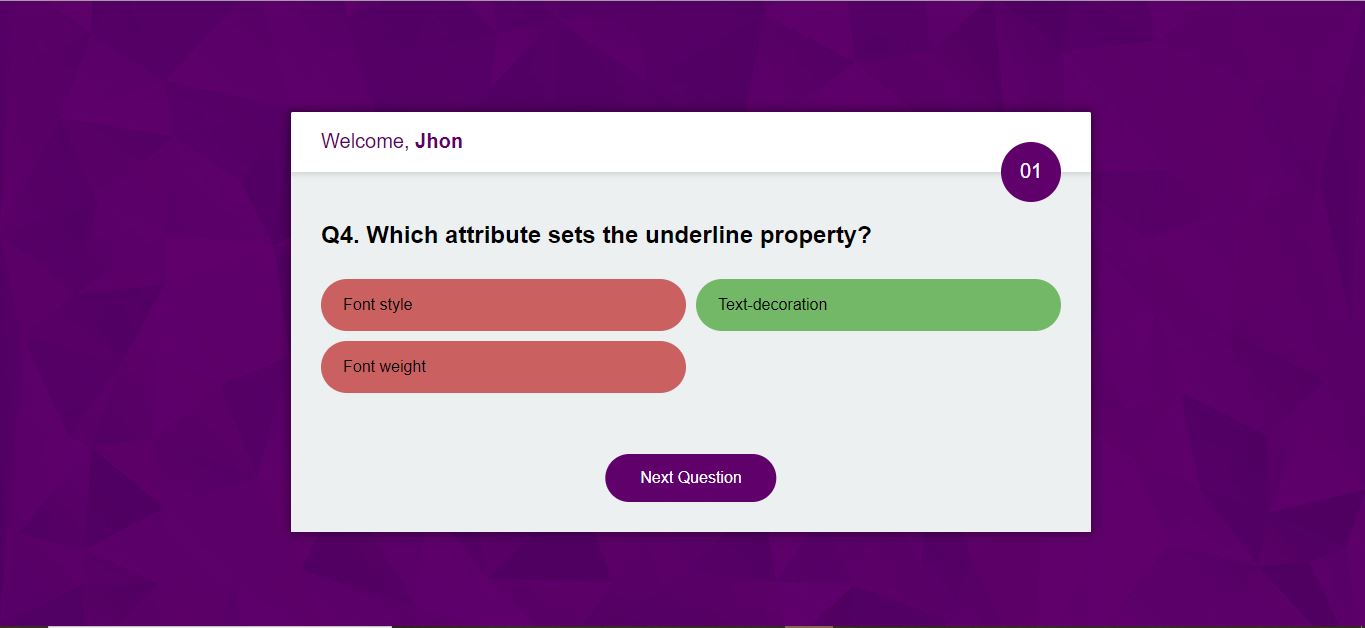 Welcome, Jhon
01
Q4. Which attribute sets the underline property?
Font style
Text-decoration
Font weight
Next Question